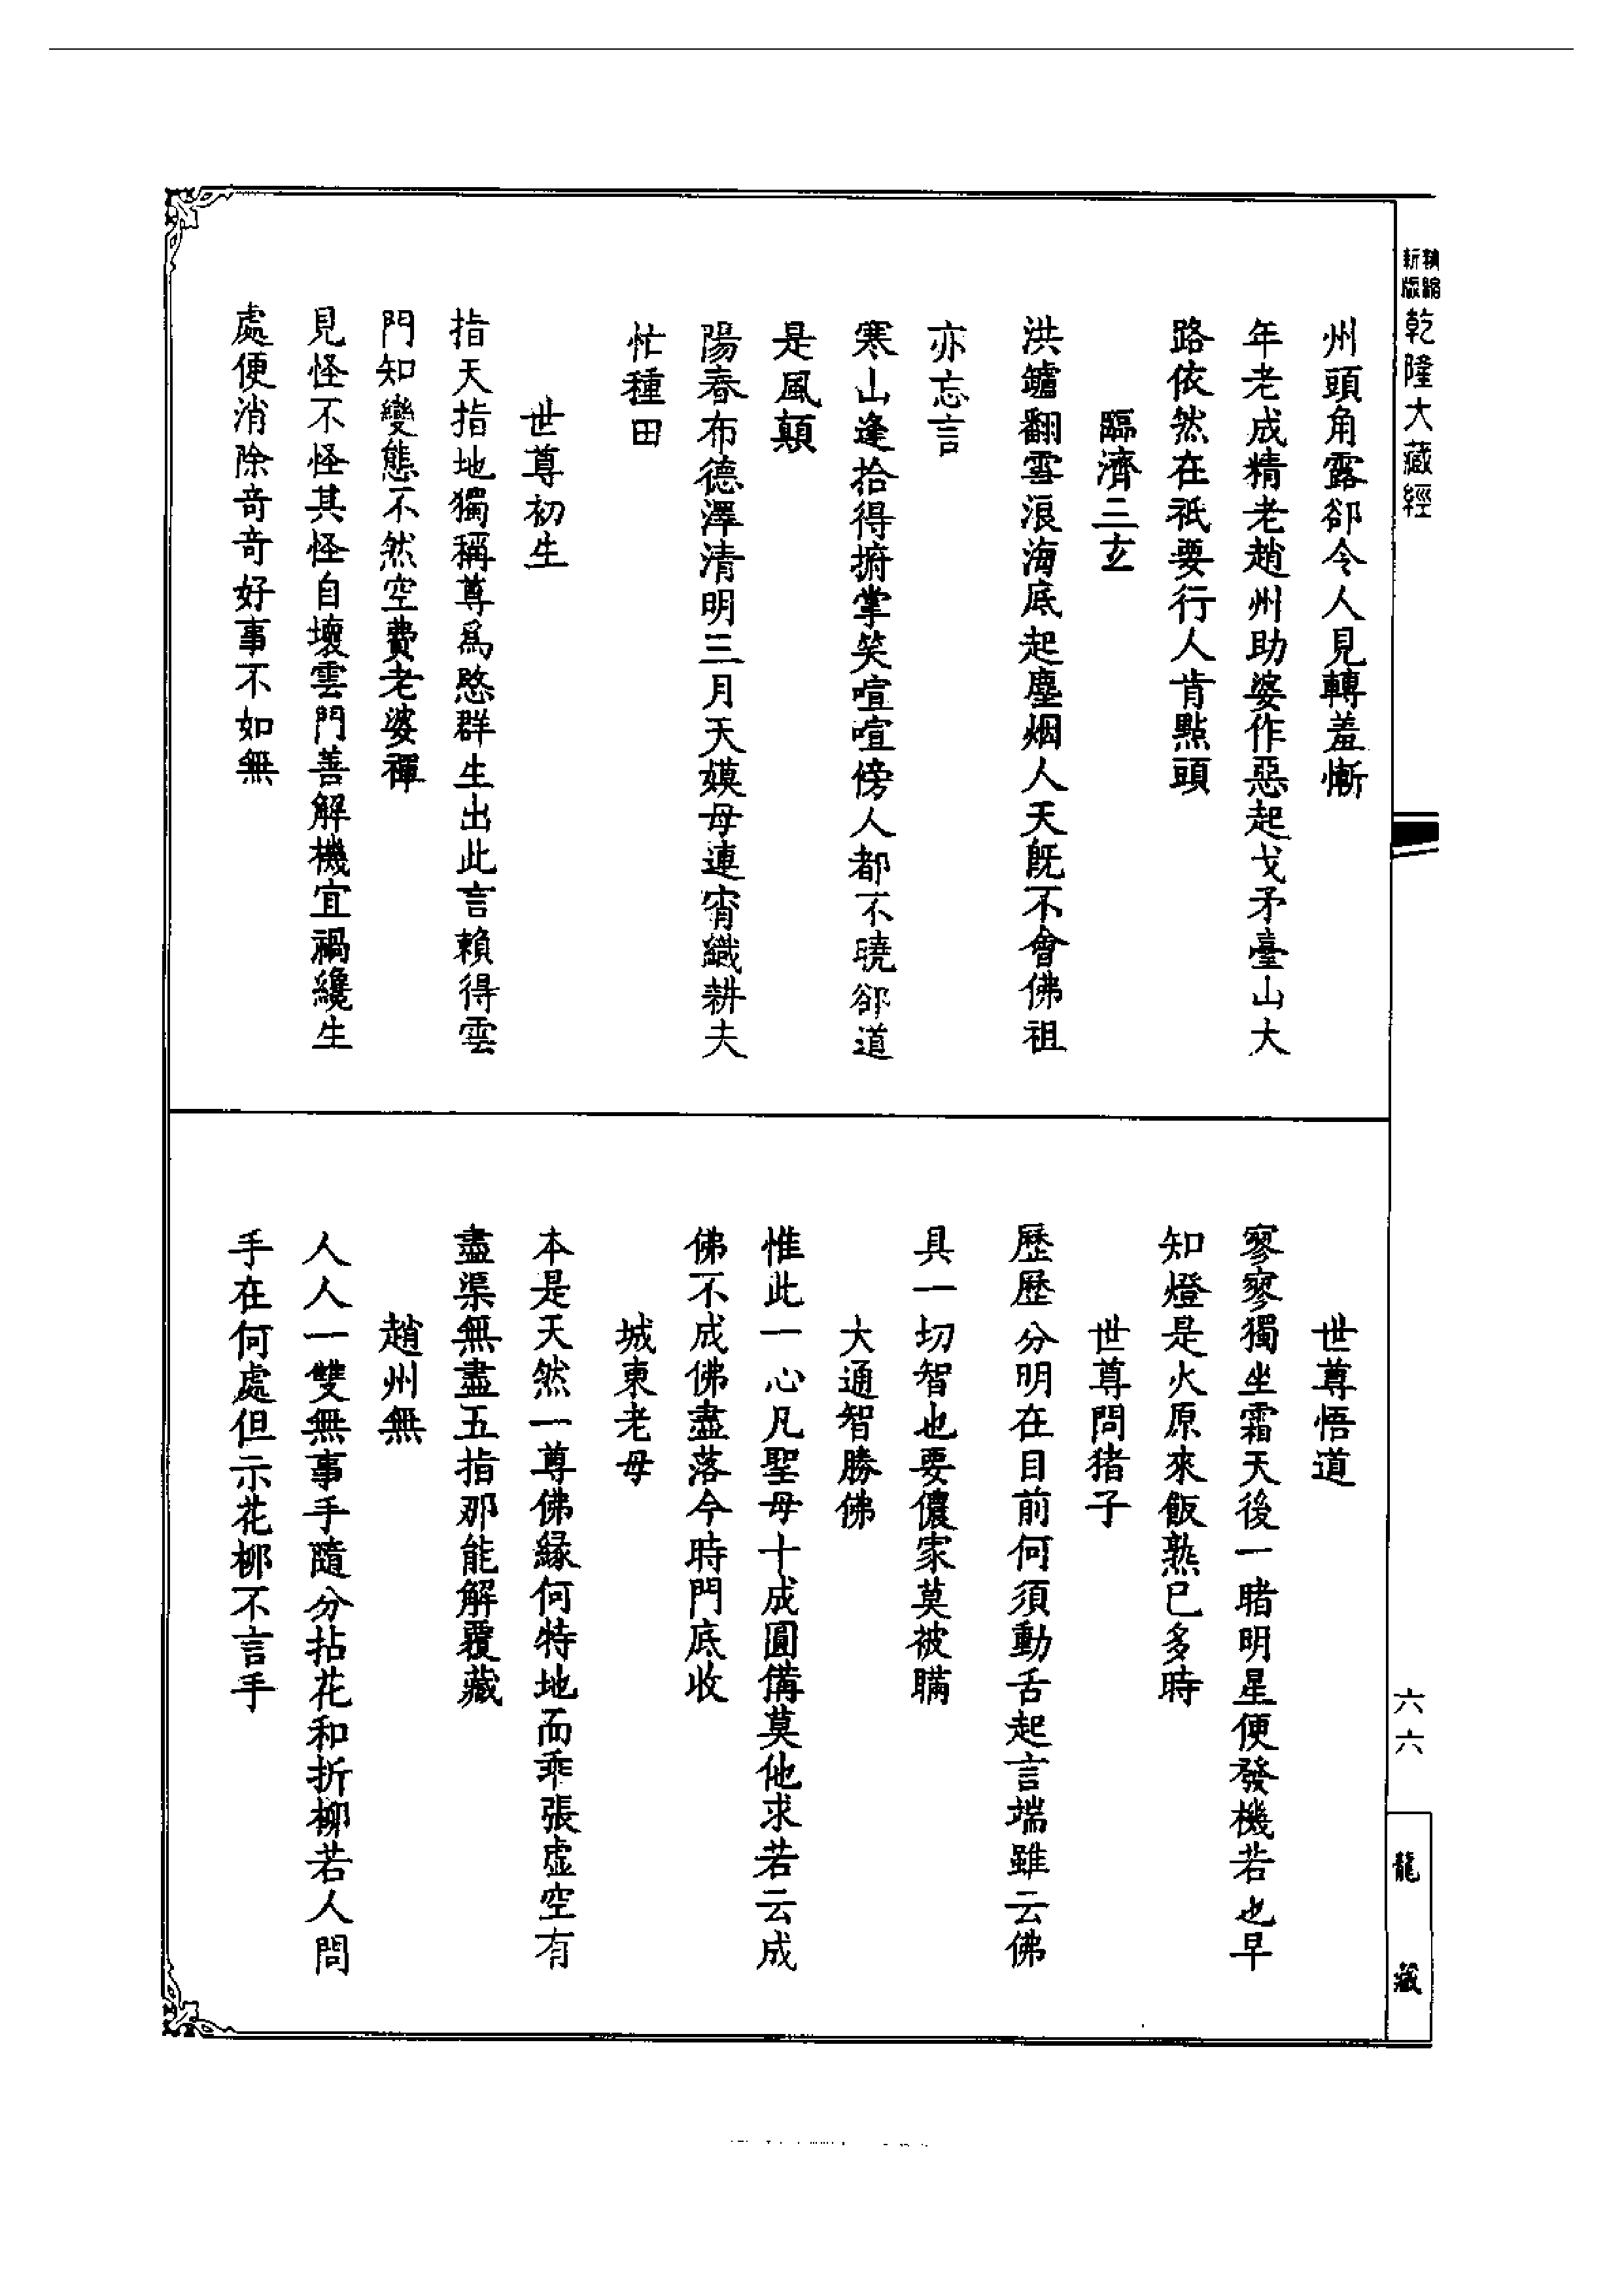 精縮新版乾隆大藏經
州頭角露卻令人見轉羞慚
年老成精老趙州助婆作惡起戈矛臺山大
路依然在祇要行人肯點頭
臨濟三玄
洪鑪翻雪浪海底起塵烟人天旣不會佛祖
亦忘言
寒山逢拾得撫掌笑喧喧傍人都不曉卻道
是風顛
陽春布德澤清明三月天嫫母連宵織耕夫
忙種田
世尊初生
指天指地獨稱尊爲愍群生出此言賴得雲
門知變態不然空費老婆禪
見怪不怪其怪自壞雲門善解機宜禍纔生
處便消除奇奇好事不如無
世尊悟道
寥寥獨坐霜天後一睹明星便發機若也早
知燈是火原來飯熟已多時
世尊問猪子
歷歷分明在目前何須動舌起言端雖云佛
具一切智也要儂家莫被瞞
大通智勝佛
惟此一心凡聖母十成圓備莫他求若云成
佛不成佛盡落今時門底收
城東老母
本是天然一尊佛緣何特地而乖張虛空有
盡渠無盡五指那能解覆藏
趙州無
人人一雙無事手隨分拈花和折柳若人問
手在何處但示花柳不言手
六六
龍藏